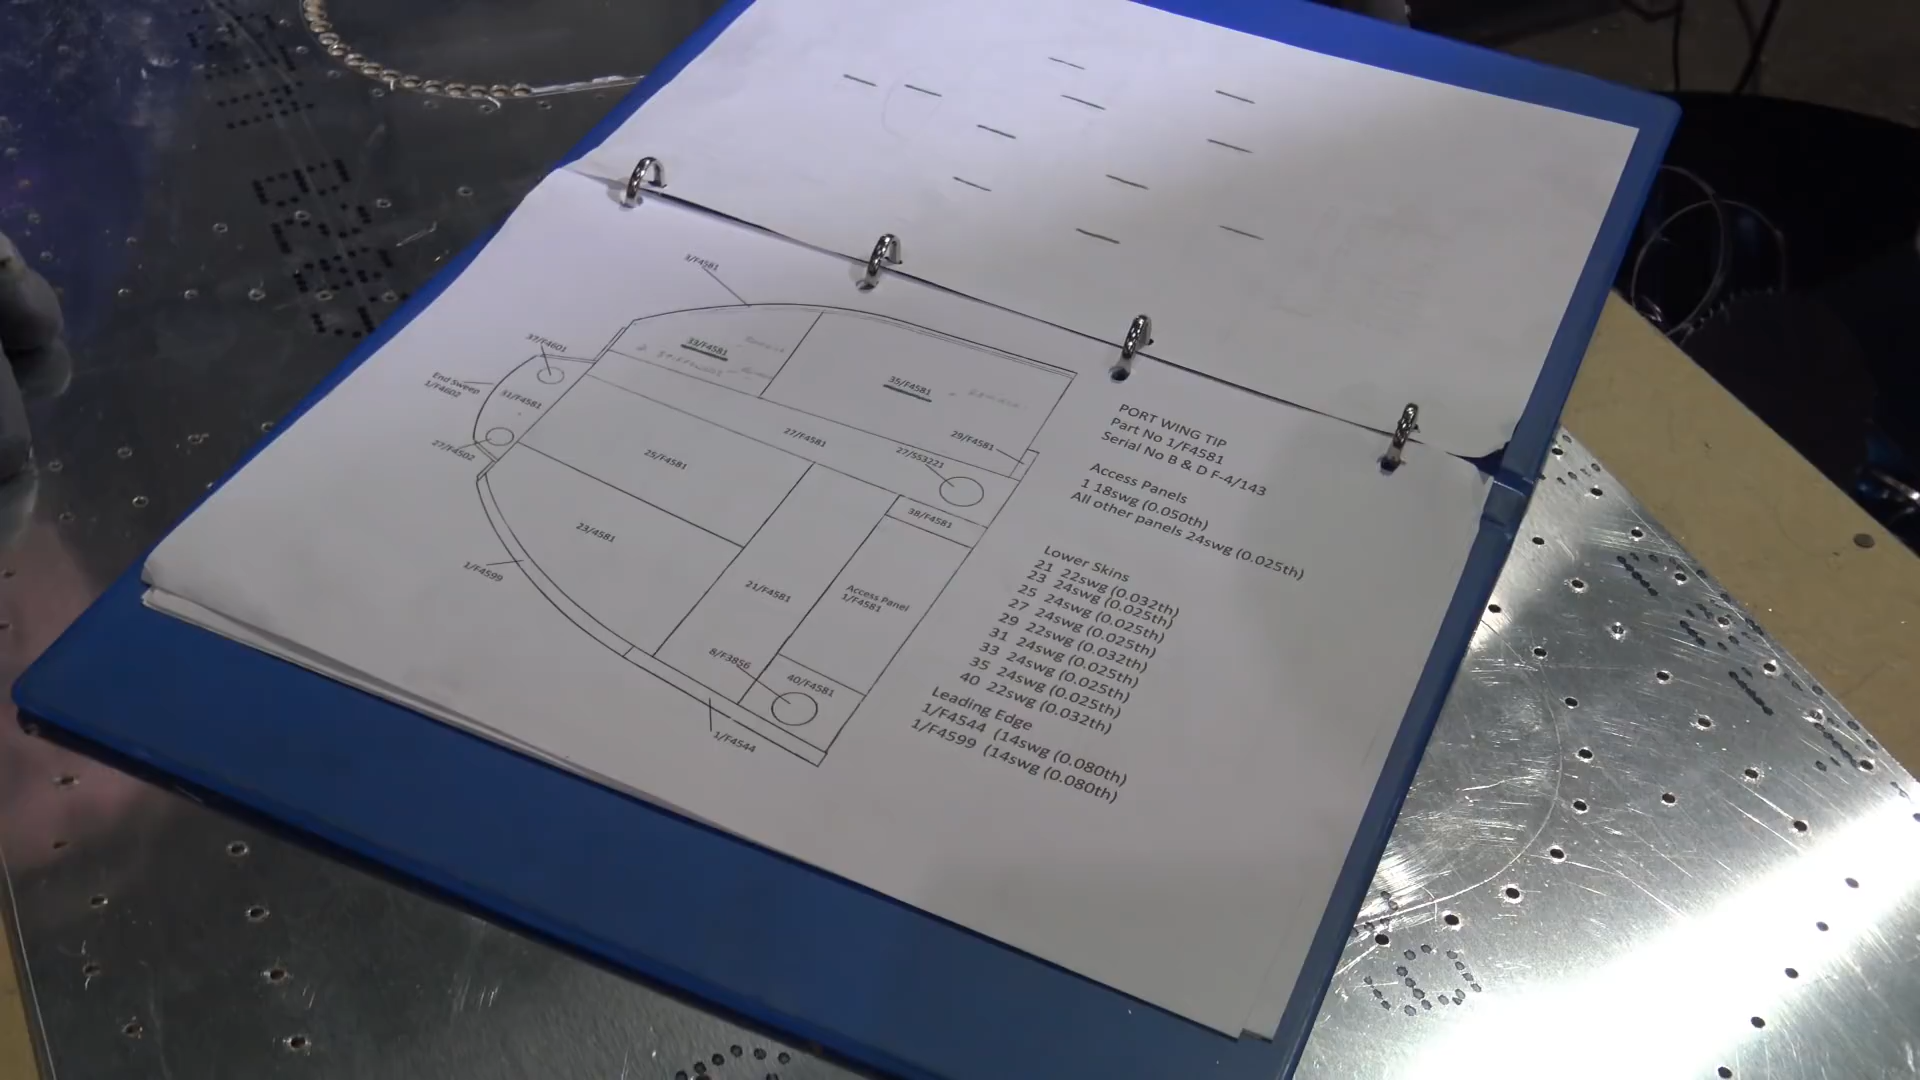 3/F4581
37/F4601
33/F4581
End Sweep
1/F4602
31/F4581
35/F4581
27/F4502
27/F4581
29/F4581
25/F4581
27/S53221
38/F4581
23/4581
1/F4599
21/F4581
Access Panel
1/F4581
8/F3856
40/F4581
1/F4544
PORT WING TIP
Part No 1/F4581
Serial No B & D F-4/143
Access Panels
1 18swg (0.050th)
All other panels 24swg (0.025th)
Lower Skins
21 22swg (0.032th)
23 24swg (0.025th)
25 24swg (0.025th)
27 24swg (0.025th)
29 22swg (0.032th)
31 24swg (0.025th)
33 24swg (0.025th)
35 24swg (0.025th)
40 22swg (0.032th)
Leading Edge
1/F4544 (14swg (0.080th)
1/F4599 (14swg (0.080th)